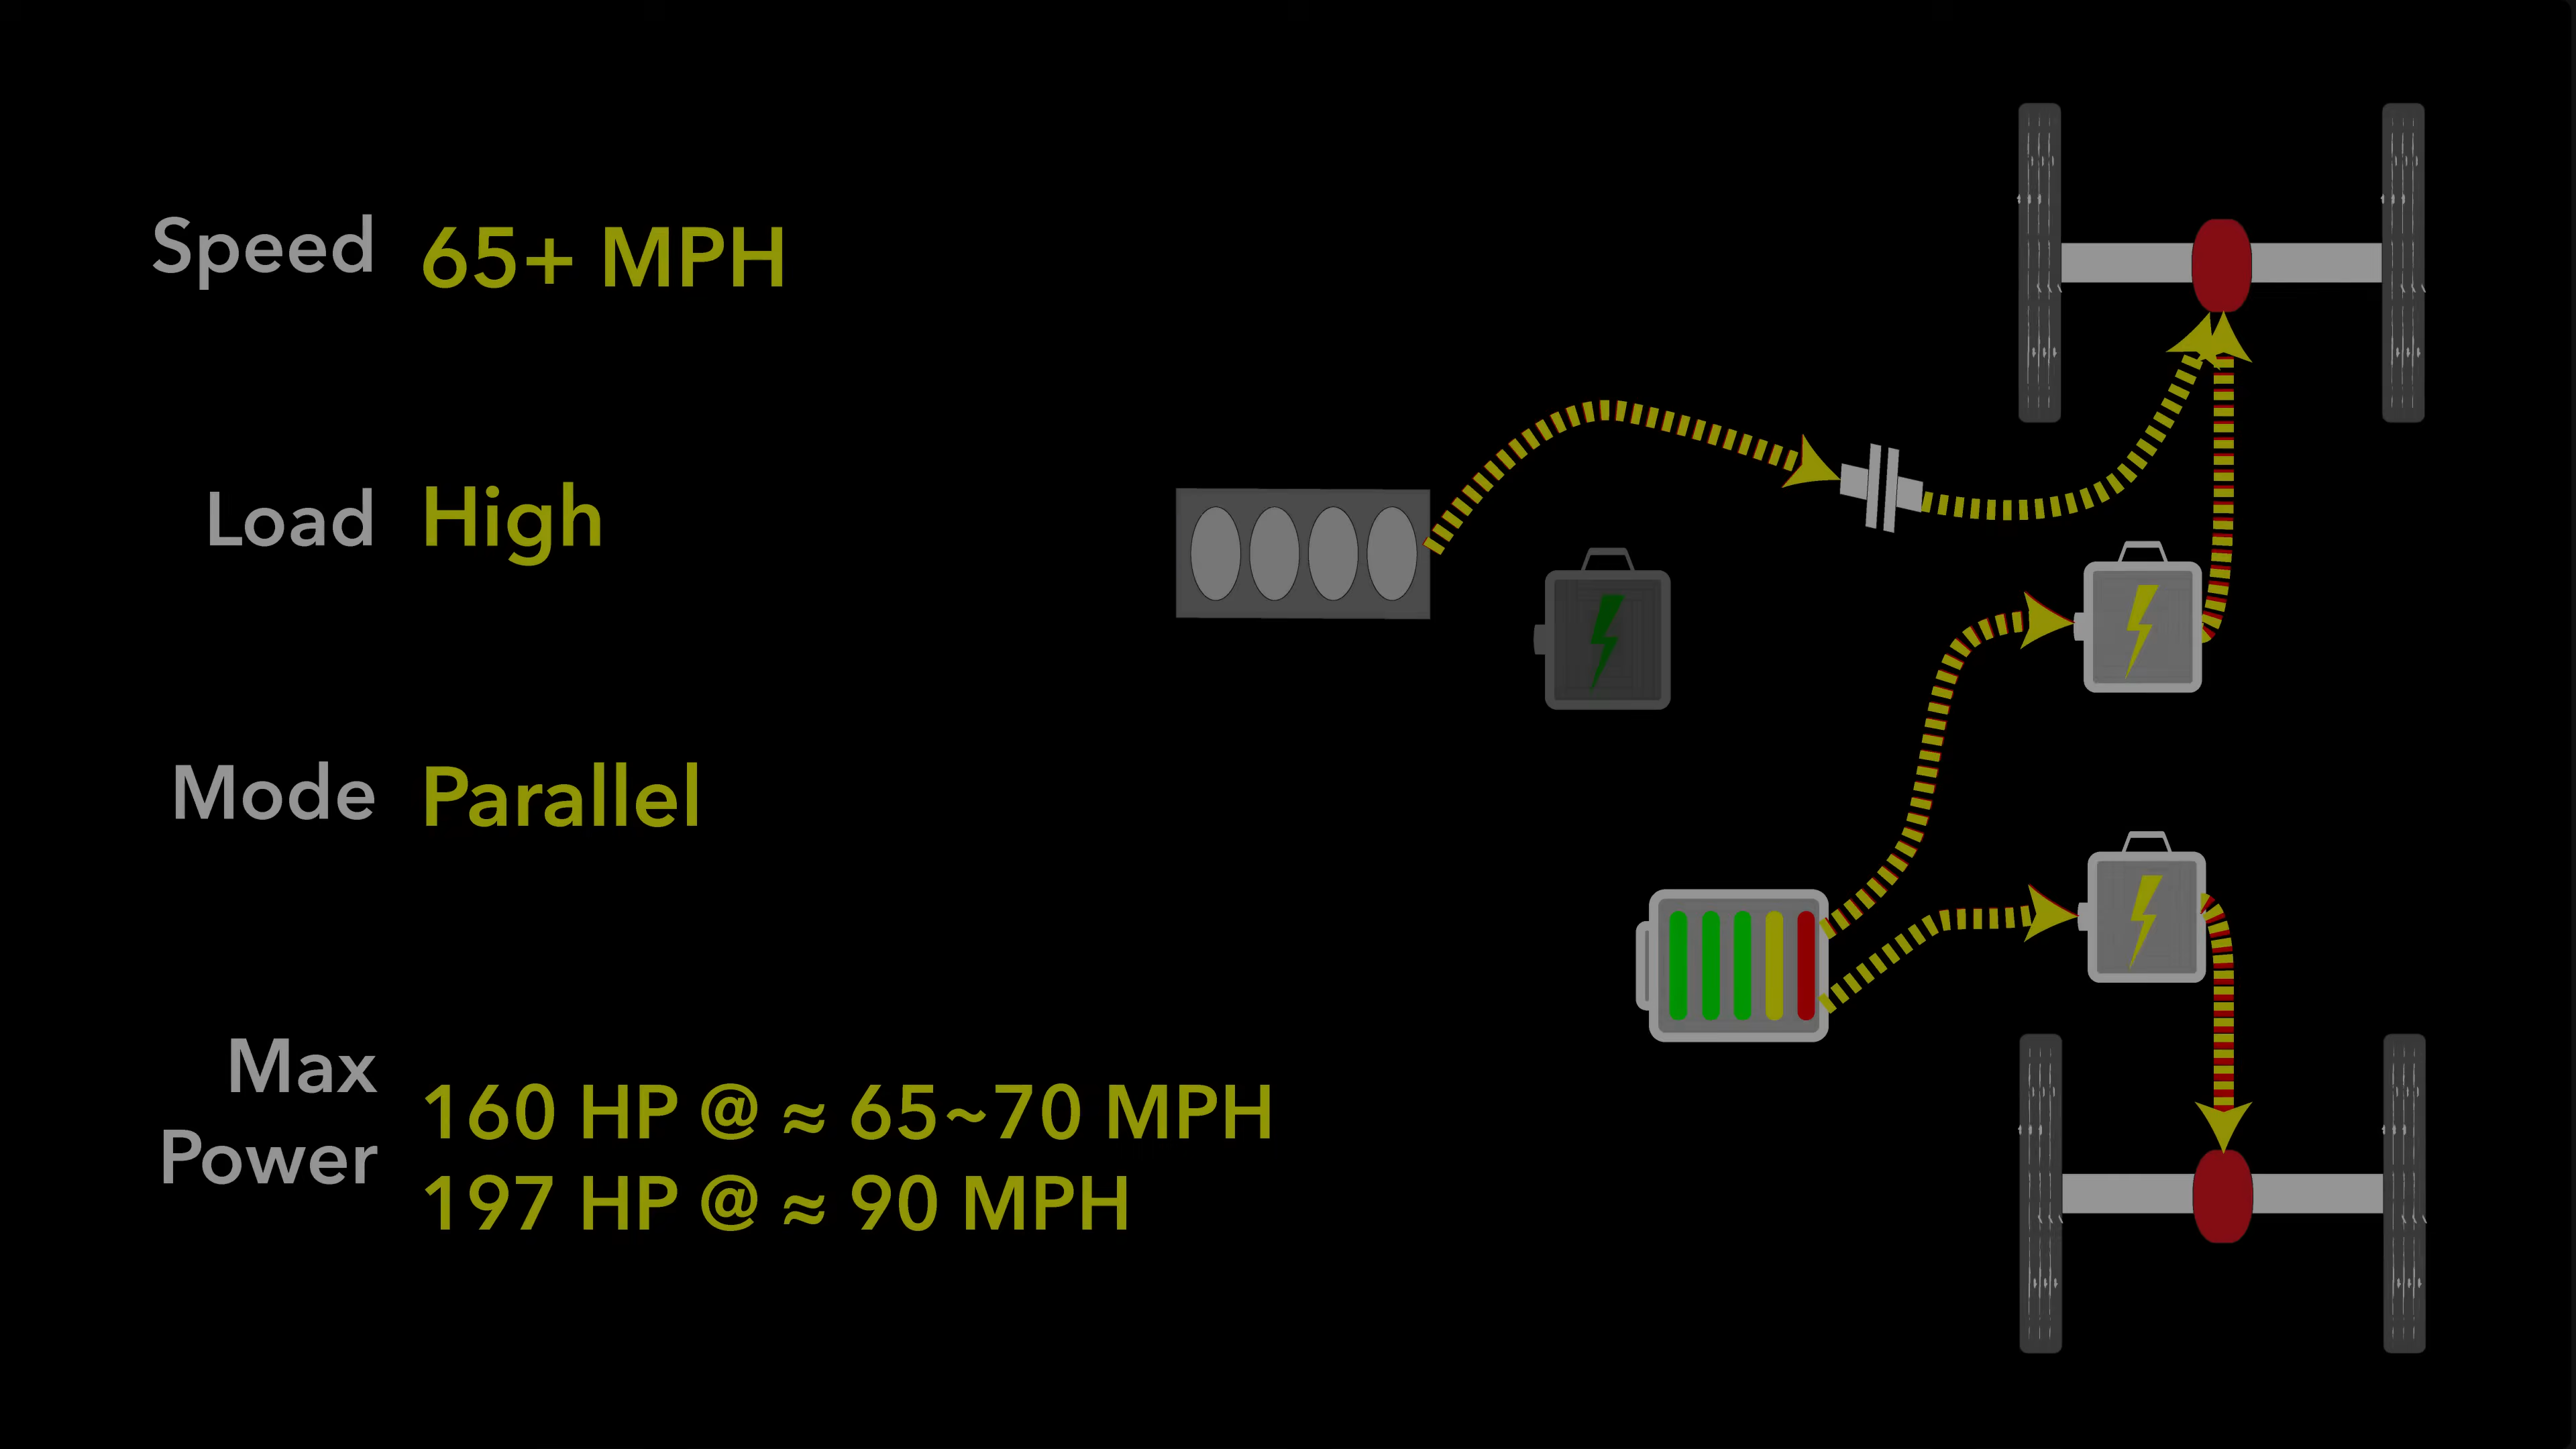 Speed 65+ MPH
Load High
Mode Parallel
Max
Power
160 HP @ ≈ 65~70 MPH
197 HP @ ≈ 90 MPH